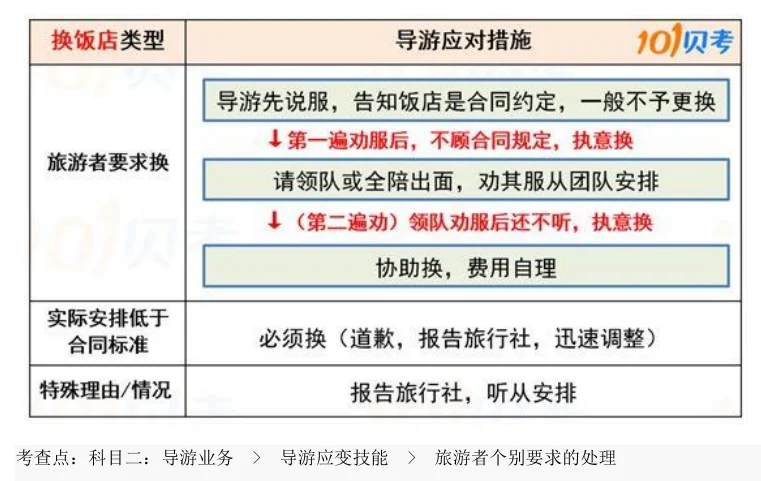 换饭店类型
导游应对措施
101贝考
旅游者要求换
导游先说服，告知饭店是合同约定，一般不予更换
↓第一遍劝服后，不顾合同规定，执意换
请领队或全陪出面，劝其服从团队安排
↓（第二遍劝）领队劝服后还不听，执意换
协助换，费用自理
实际安排低于
合同标准
必须换（道歉，报告旅行社，迅速调整）
特殊理由/情况
报告旅行社，听从安排
考查点：科目二：导游业务 > 导游应变技能 > 旅游者个别要求的处理